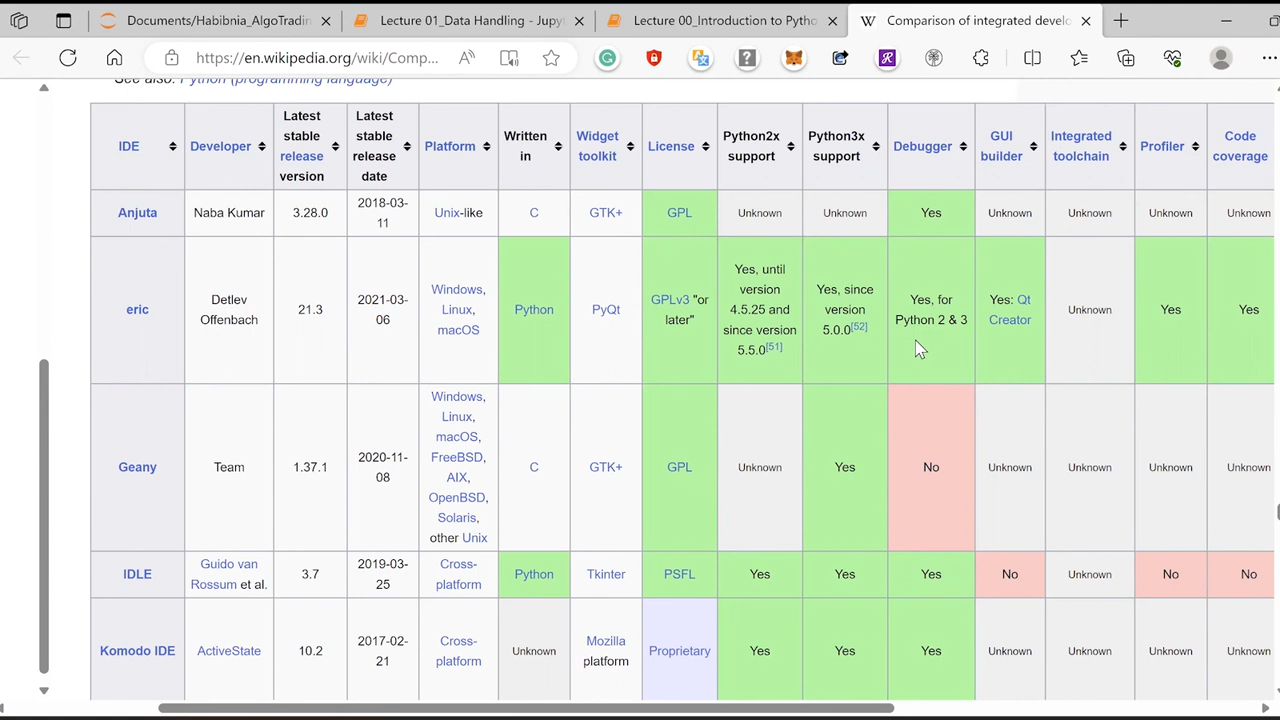 Documents/Habibnia_AlgoTradin
Lecture 01_Data Handling - Jupyt
Lecture 00_Introduction to Pytho
W
Comparison of integrated develo
https://en.wikipedia.org/wiki/Comp...
See also: Python (programming language)
IDE
Developer
Latest
stable
release
version
Latest
stable
release
date
Platform
Written
in
Widget
toolkit
License
Python2x
support
Python3x
support
Debugger
GUI
builder
Integrated
toolchain
Profiler
Code
coverage
Anjuta
Naba Kumar
3.28.0
2018-03-
11
Unix-like
C
GTK+
GPL
Unknown
Unknown
Yes
Unknown
Unknown
Unknown
Unknown
eric
Detlev
Offenbach
21.3
2021-03-
06
Windows,
Linux,
macOS
Python
PyQt
GPLv3 "or
later"
Yes, until
version
4.5.25 and
since version
5.5.0[51]
Yes, since
version
5.0.0[52]
Yes, for
Python 2 & 3
Yes: Qt
Creator
Unknown
Yes
Yes
Geany
Team
1.37.1
2020-11-
08
Windows,
Linux,
macOS,
FreeBSD,
AIX,
OpenBSD,
Solaris,
other Unix
C
GTK+
GPL
Unknown
Yes
No
Unknown
Unknown
Unknown
Unknown
IDLE
Guido van
Rossum et al.
3.7
2019-03-
25
Cross-
platform
Python
Tkinter
PSFL
Yes
Yes
Yes
No
Unknown
No
No
Komodo IDE
ActiveState
10.2
2017-02-
21
Cross-
platform
Unknown
Mozilla
platform
Proprietary
Yes
Yes
Yes
Unknown
Unknown
Unknown
Unknown